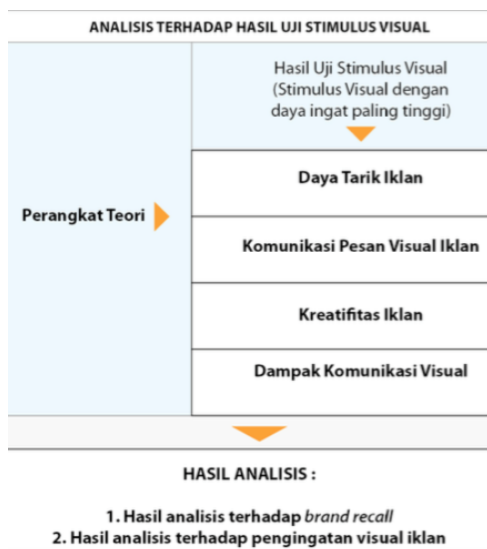 ANALISIS TERHADAP HASIL UJI STIMULUS VISUAL
Hasil Uji Stimulus Visual
(Stimulus Visual dengan
daya ingat paling tinggi)
Perangkat Teori
Daya Tarik Iklan
Komunikasi Pesan Visual Iklan
Kreatifitas Iklan
Dampak Komunikasi Visual
HASIL ANALISIS :
1. Hasil analisis terhadap brand recall
2. Hasil analisis terhadap pengingatan visual iklan